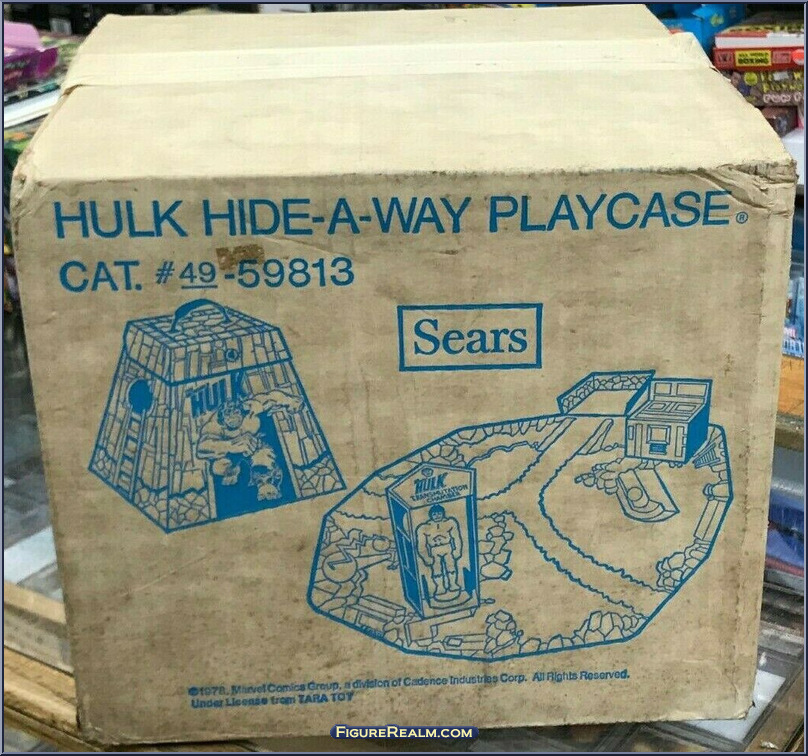 HULK HIDE-A-WAY PLAYCASE®
CAT. #49-59813
Sears
HULK
HULK
TRANSMUTATION
CHAMBER
©1978, Marvel Comics Group, a division of Cadence Industries Corp. All Rights Reserved.
Under License from TARA TOY
BOXING
FIGUREREALM.COM